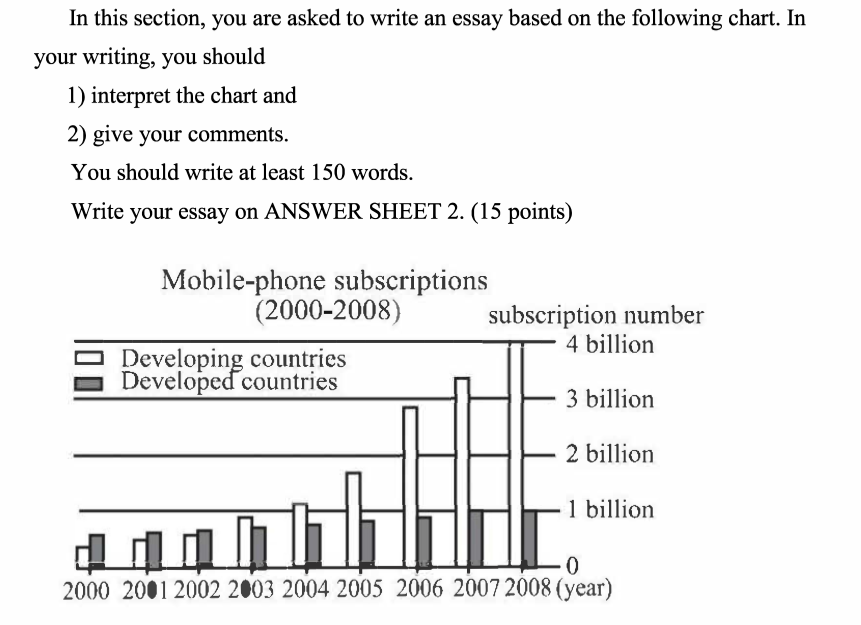 In this section, you are asked to write an essay based on the following chart. In
your writing, you should
1) interpret the chart and
2) give your comments.
You should write at least 150 words.
Write your essay on ANSWER SHEET 2. (15 points)
Mobile-phone subscriptions
(2000-2008)
subscription number
Developing countries
Developed countries
4 billion
3 billion
2 billion
1 billion
0
2000 2001 2002 2003 2004 2005 2006 2007 2008 (year)